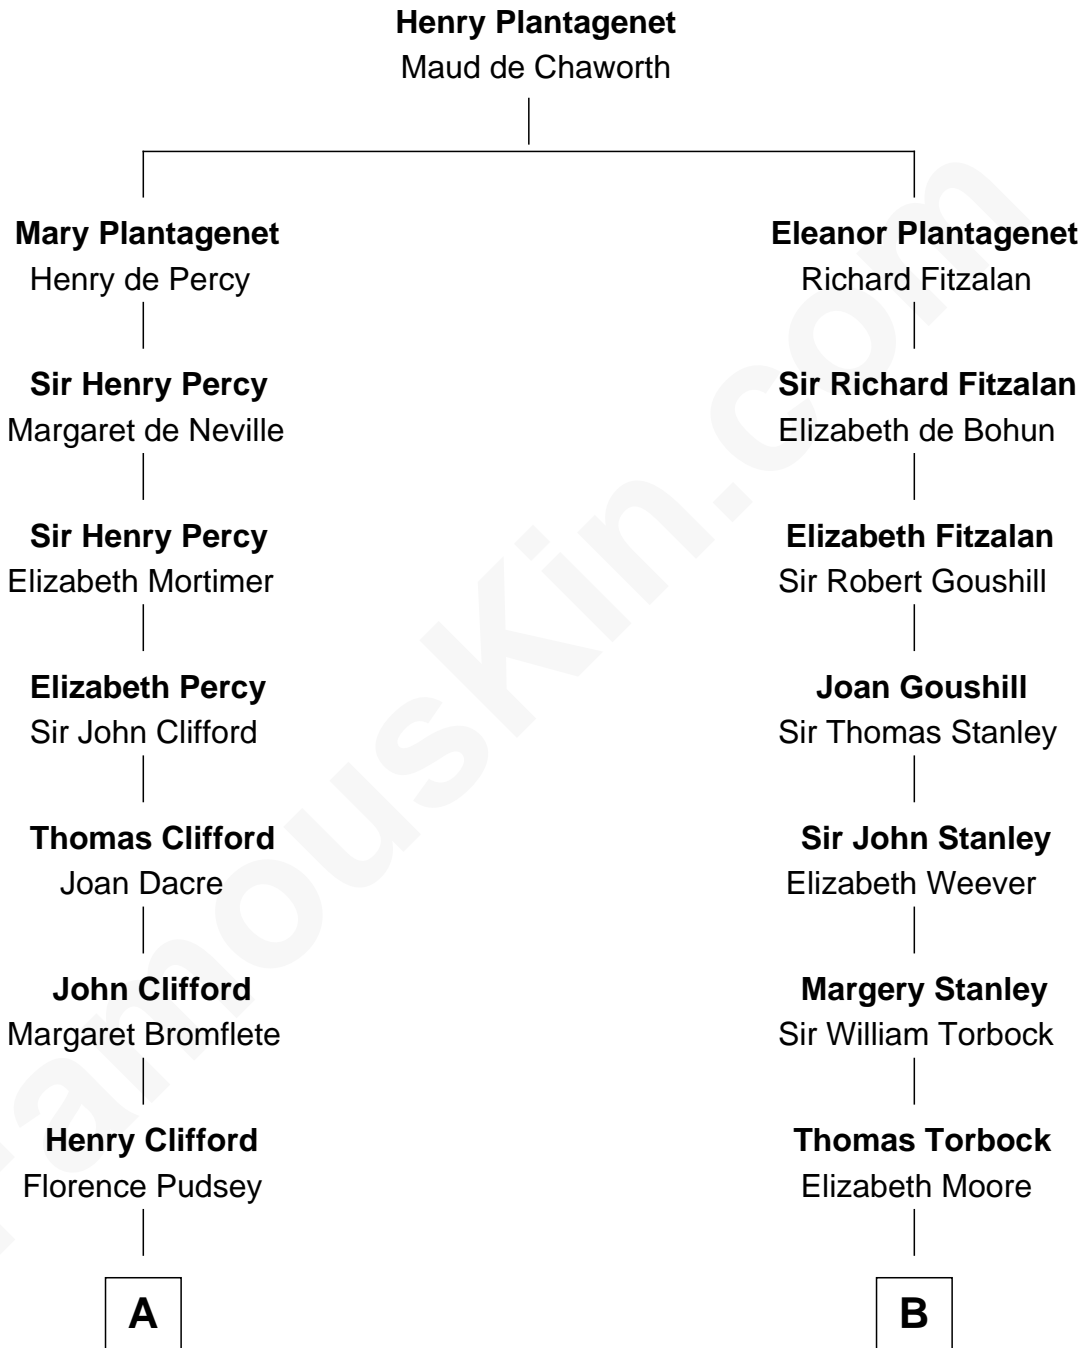 Henry Plantagenet
Maud de Chaworth
Mary Plantagenet
Henry de Percy
Eleanor Plantagenet
Richard Fitzalan
Sir Henry Percy
Margaret de Neville
Sir Richard Fitzalan
Elizabeth de Bohun
Sir Henry Percy
Elizabeth Mortimer
Elizabeth Fitzalan
Sir Robert Goushill
Elizabeth Percy
Sir John Clifford
Joan Goushill
Sir Thomas Stanley
Thomas Clifford
Joan Dacre
Sir John Stanley
Elizabeth Weever
John Clifford
Margaret Bromflete
Margery Stanley
Sir William Torbock
Henry Clifford
Florence Pudsey
Thomas Torbock
Elizabeth Moore
A
B
FamousKin.com